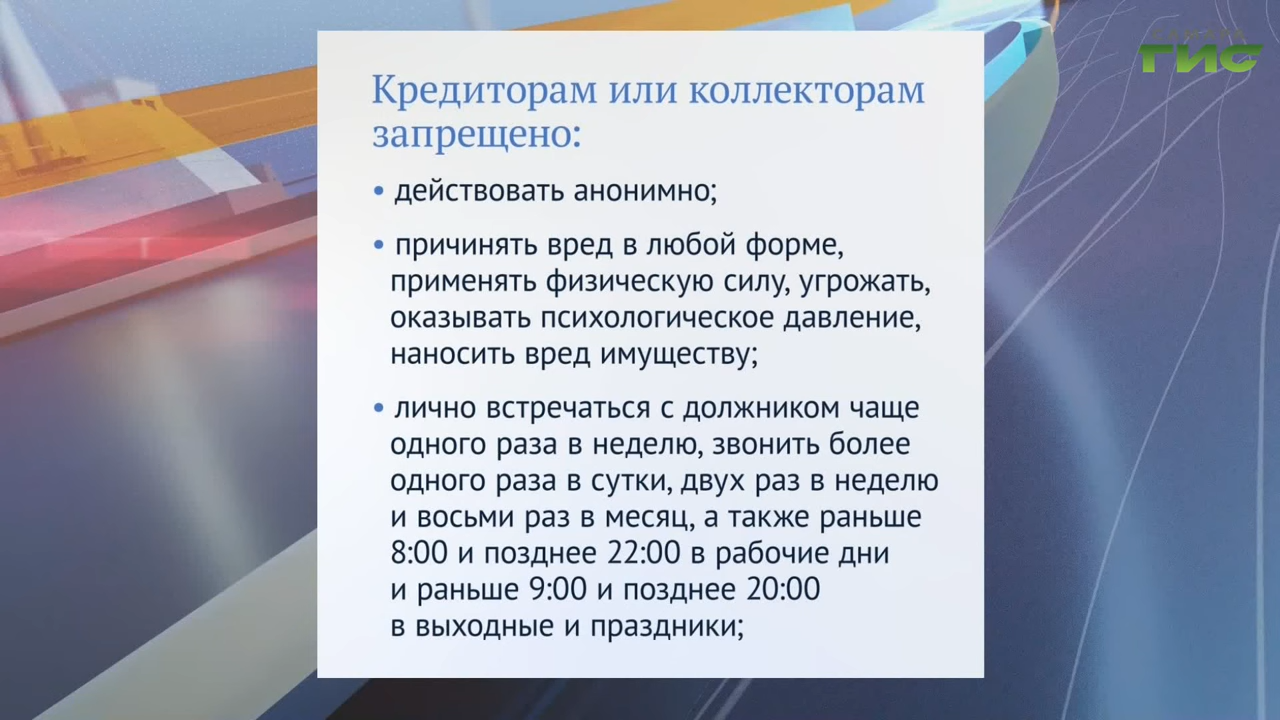 САМАРА
ГИС
Кредиторам или коллекторам
запрещено:
• действовать анонимно;
• причинять вред в любой форме,
применять физическую силу, угрожать,
оказывать психологическое давление,
наносить вред имуществу;
• лично встречаться с должником чаще
одного раза в неделю, звонить более
одного раза в сутки, двух раз в неделю
и восьми раз в месяц, а также раньше
8:00 и позднее 22:00 в рабочие дни
и раньше 9:00 и позднее 20:00
в выходные и праздники;